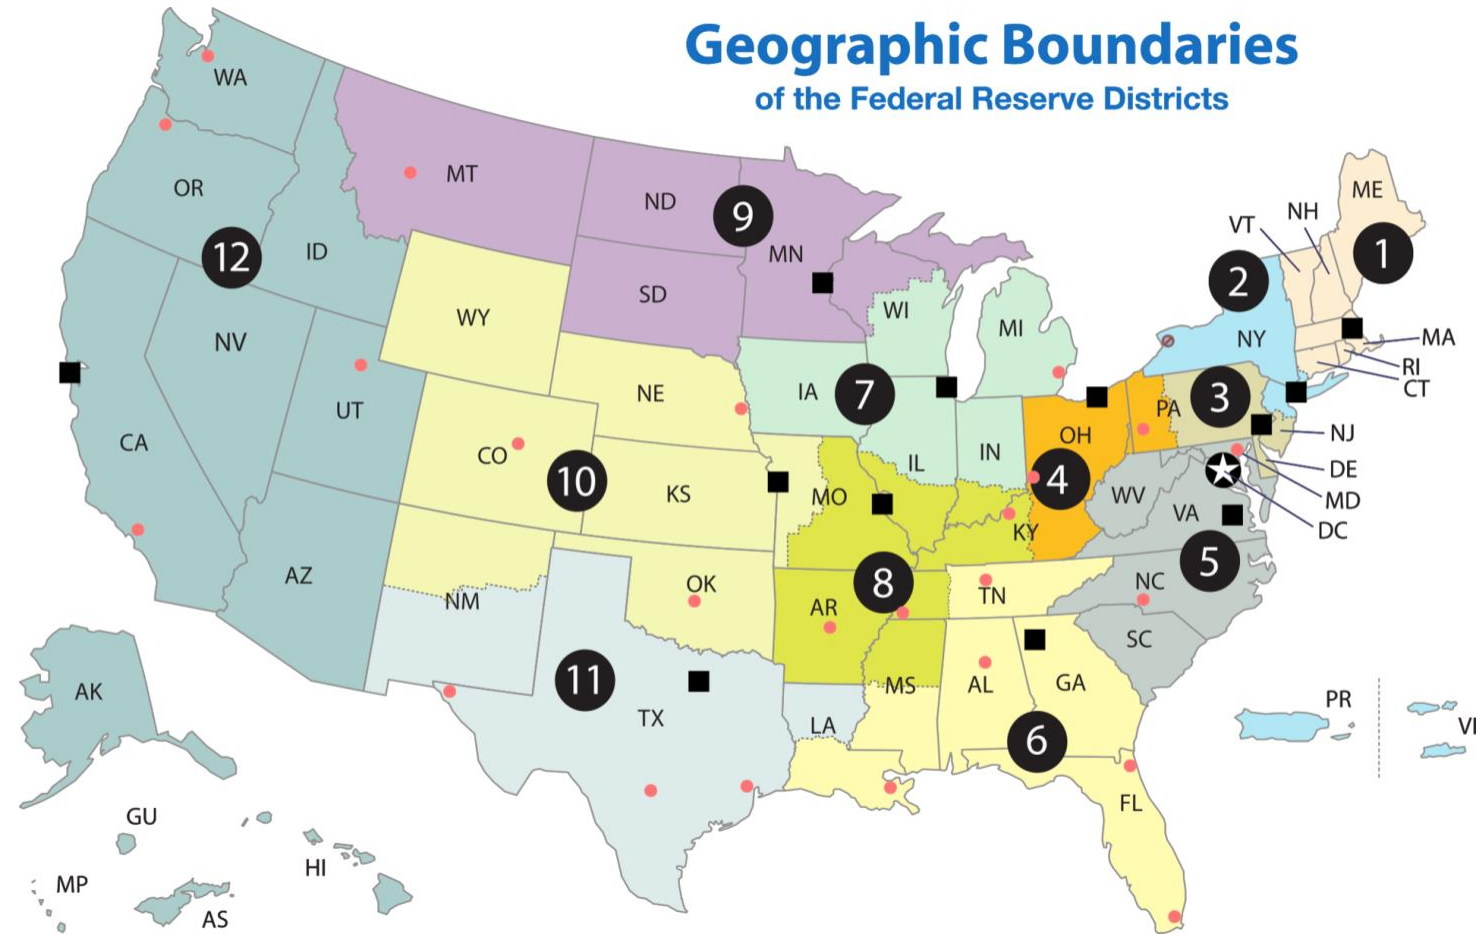 Geographic Boundaries
of the Federal Reserve Districts
WA
MT
ND
ME
OR
9
NH
VT
1
12
ID
MN
2
SD
WI
WY
MI
NV
NY
MA
RI
CT
NE
IA
7
3
PA
UT
OH
NJ
CA
CO
IL
IN
DE
10
KS
MO
4
WV
MD
VA
DC
KY
5
AZ
OK
8
TN
NC
NM
AR
SC
11
MS
AL
GA
AK
TX
LA
PR
VI
6
FL
GU
HI
MP
AS